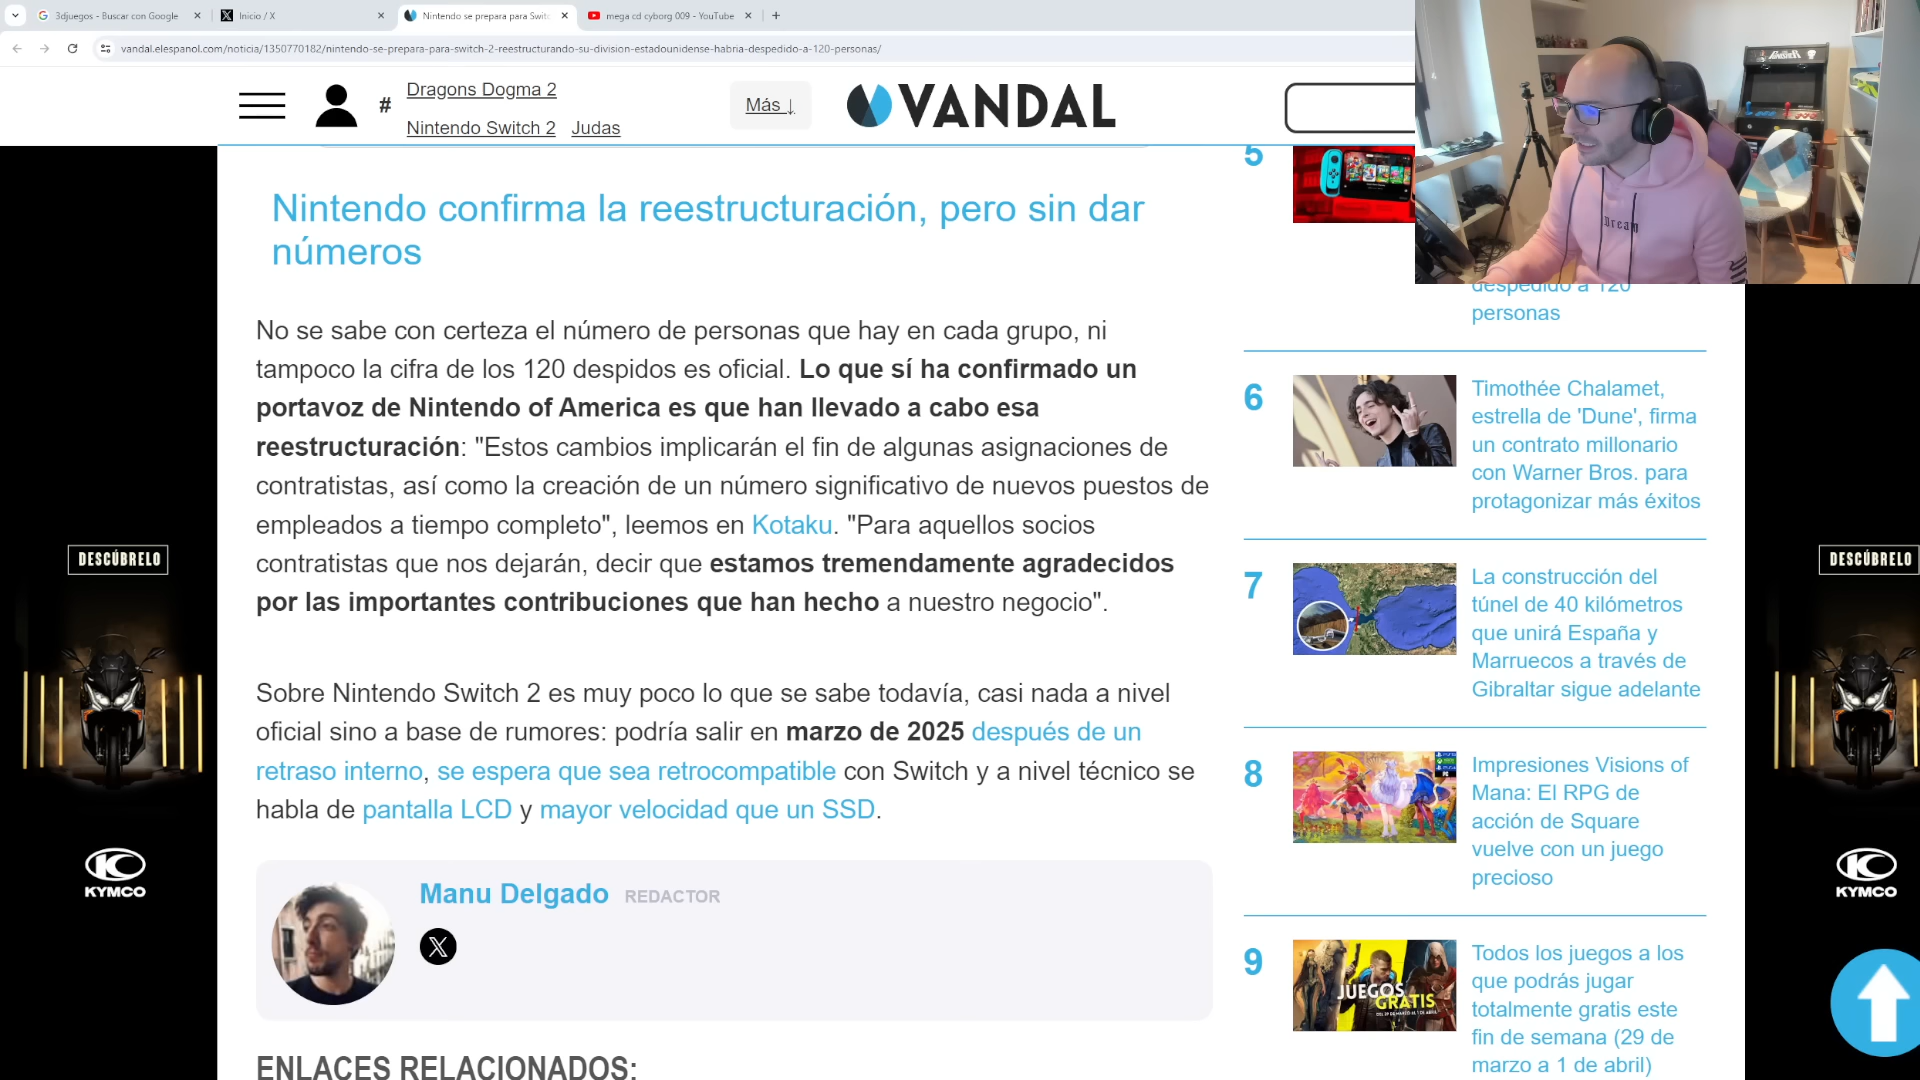 3djuegos - Buscar con Google
Inicio / X
Nintendo se prepara para Switc
mega cd cyborg 009 - YouTube
vandal.elespanol.com/noticia/1350770182/nintendo-se-prepara-para-switch-2-reestructurando-su-division-estadounidense-habria-despedido-a-120-personas/
#
Dragons Dogma 2
Nintendo Switch 2 Judas
Más ↓
VANDAL
Nintendo confirma la reestructuración, pero sin dar
números
No se sabe con certeza el número de personas que hay en cada grupo, ni
tampoco la cifra de los 120 despidos es oficial. Lo que sí ha confirmado un
portavoz de Nintendo of America es que han llevado a cabo esa
reestructuración: "Estos cambios implicarán el fin de algunas asignaciones de
contratistas, así como la creación de un número significativo de nuevos puestos de
empleados a tiempo completo", leemos en Kotaku. "Para aquellos socios
contratistas que nos dejarán, decir que estamos tremendamente agradecidos
por las importantes contribuciones que han hecho a nuestro negocio".
Sobre Nintendo Switch 2 es muy poco lo que se sabe todavía, casi nada a nivel
oficial sino a base de rumores: podría salir en marzo de 2025 después de un
retraso interno, se espera que sea retrocompatible con Switch y a nivel técnico se
habla de pantalla LCD y mayor velocidad que un SSD.
Manu Delgado REDACTOR
X
ENLACES RELACIONADOS:
5
despedido a 120
personas
6
Timothée Chalamet,
estrella de 'Dune', firma
un contrato millonario
con Warner Bros. para
protagonizar más éxitos
7
La construcción del
túnel de 40 kilómetros
que unirá España y
Marruecos a través de
Gibraltar sigue adelante
8
Impresiones Visions of
Mana: El RPG de
acción de Square
vuelve con un juego
precioso
9
JUEGOS
GRATIS
DEL 29 DE MARZO AL 1 DE ABRIL
Todos los juegos a los
que podrás jugar
totalmente gratis este
fin de semana (29 de
marzo a 1 de abril)
DESCÚBRELO
KYMCO
DESCÚBRELO
KYMCO
Dream